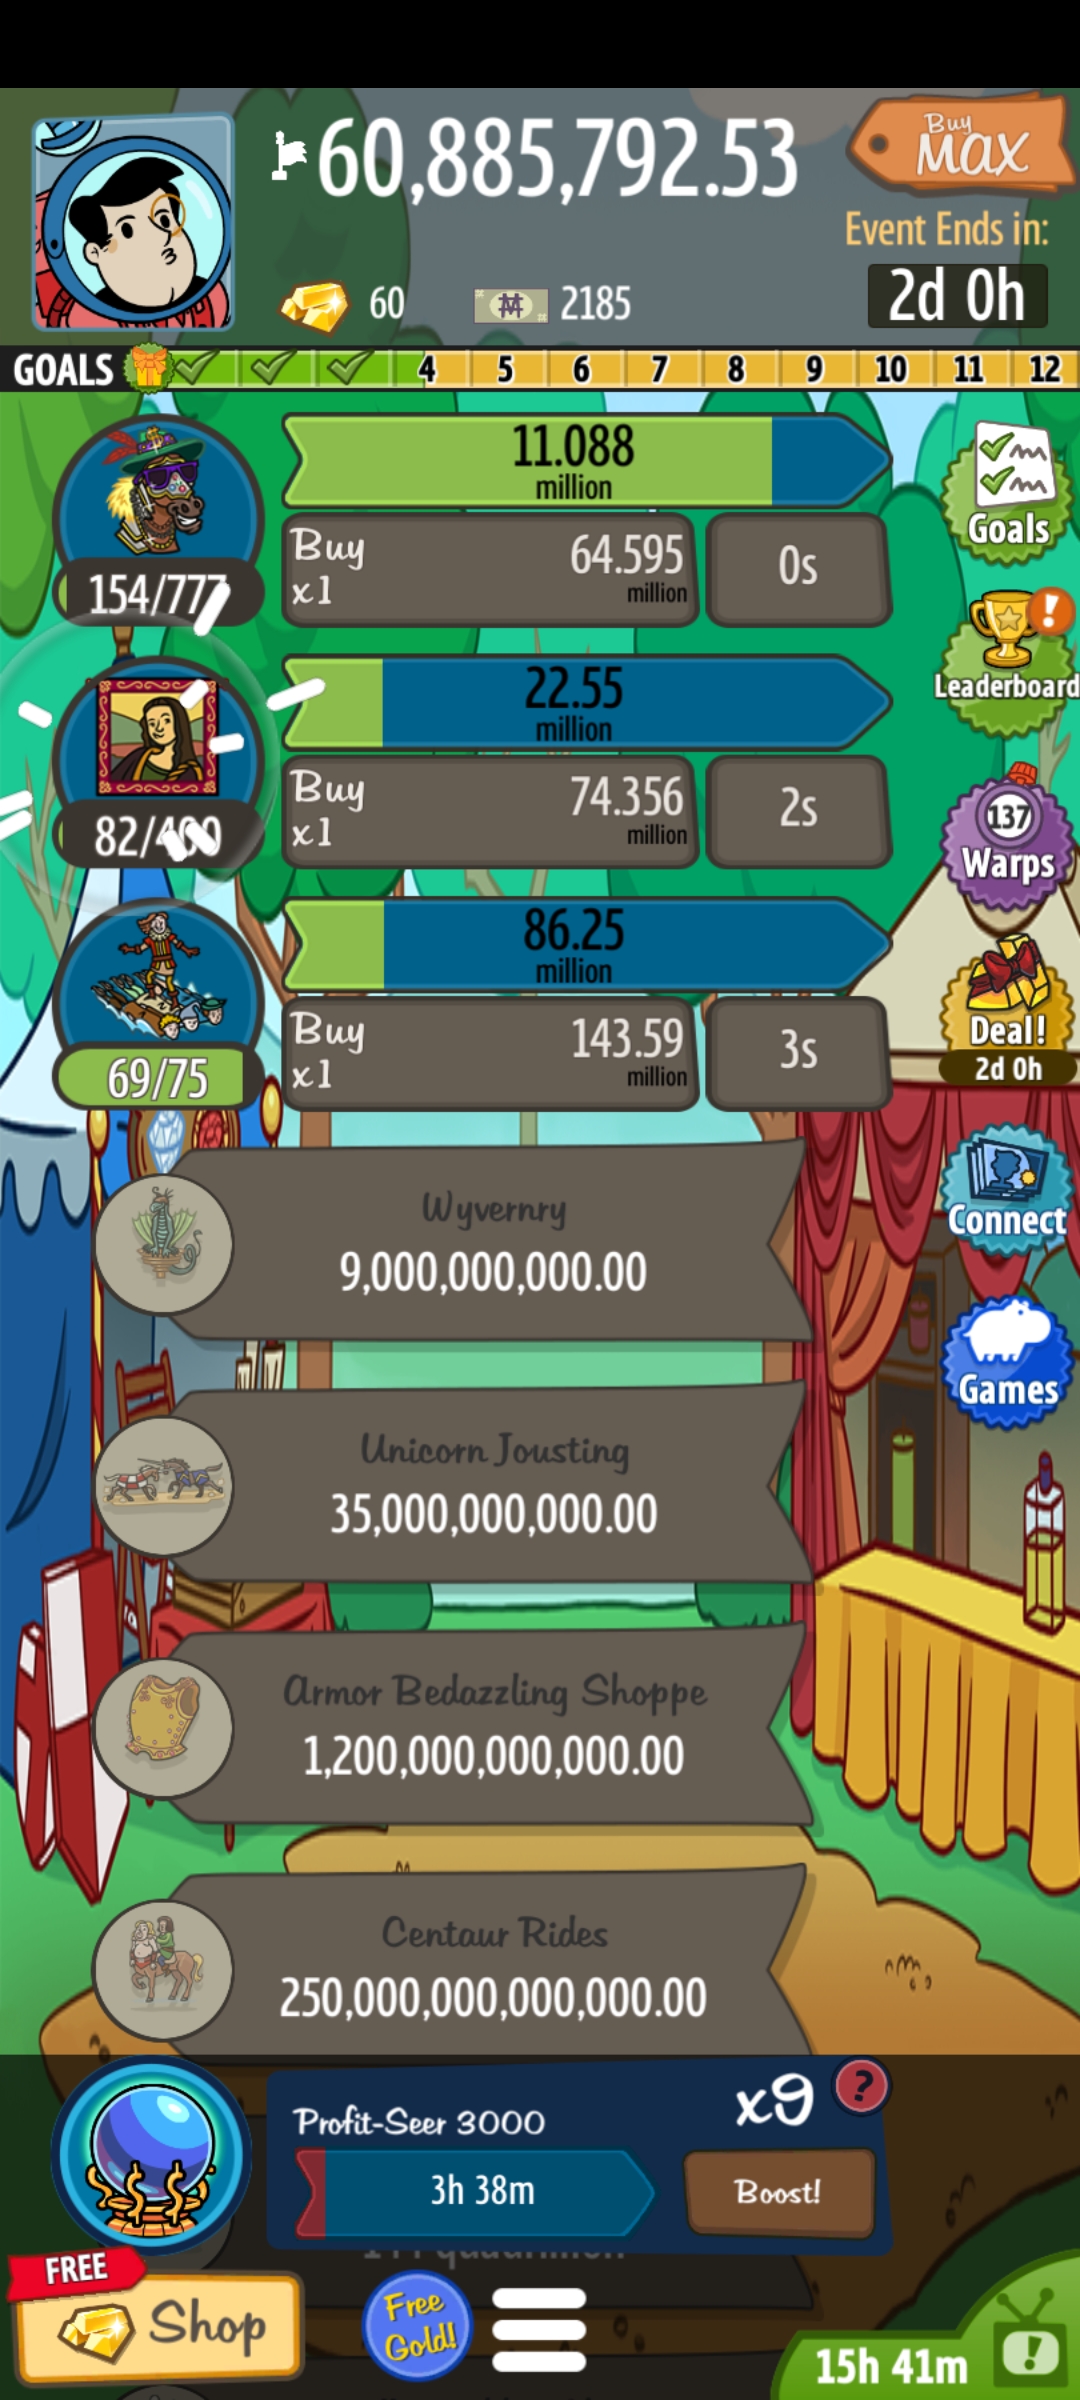 60,885,792.53
Buy
MAX
Event Ends in:
2d 0h
60
2185
GOALS 4 5 6 7 8 9 10 11 12
11.088
million
Buy
x1
64.595
million
0s
154/777
Goals
22.55
million
Buy
x1
74.356
million
2s
82/400
Leaderboard
137
Warps
86.25
million
Buy
x1
143.59
million
3s
69/75
Deal!
2d 0h
Wyvernry
9,000,000,000.00
Connect
Unicorn Jousting
35,000,000,000.00
Games
Armor Bedazzling Shoppe
1,200,000,000,000.00
Centaur Rides
250,000,000,000,000.00
Profit-Seer 3000
x9
?
3h 38m
Boost!
FREE
Shop
Free
Gold!
15h 41m
!